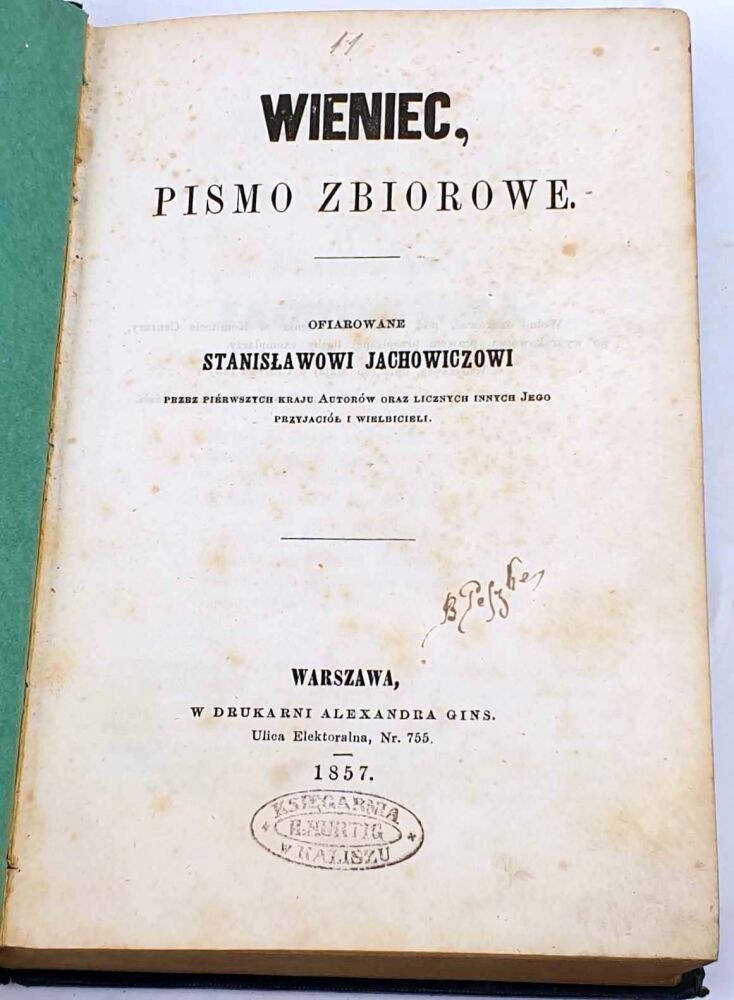 11
WIENIEC,
PISMO ZBIOROWE.
OFIAROWANE
STANISŁAWOWI JACHOWICZOWI
PRZEZ PIÉRWSZYCH KRAJU AUTORÓW ORAZ LICZNYCH INNYCH JEGO
PRZYJACIÓŁ I WIELBICIELI.
WARSZAWA,
W DRUKARNI ALEXANDRA GINS.
Ulica Elektoralna, Nr. 755.
1857.
KSIĘGARNIA
H. HURTIG
W KALISZU